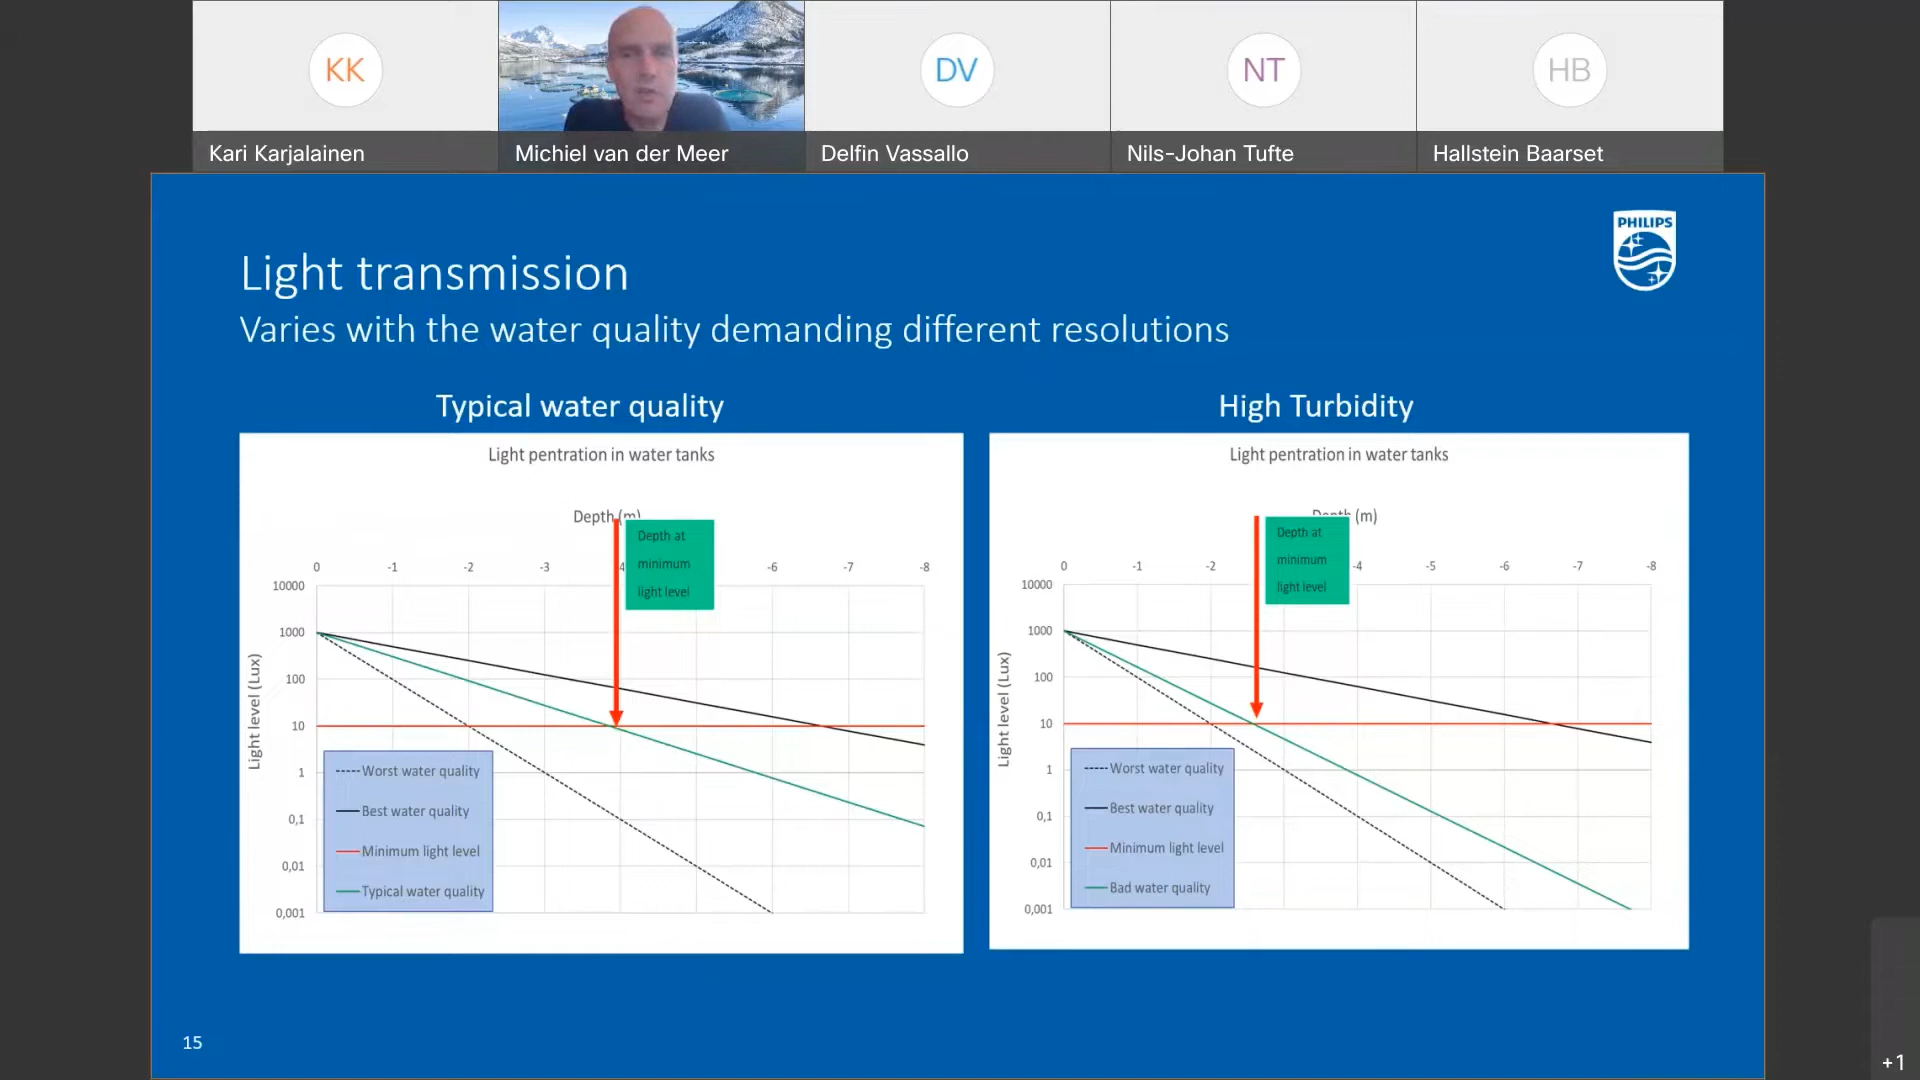 KK
DV
NT
HB
Kari Karjalainen
Michiel van der Meer
Delfin Vassallo
Nils-Johan Tufte
Hallstein Baarset
PHILIPS
Light transmission
Varies with the water quality demanding different resolutions
Typical water quality
Light pentration in water tanks
Depth (m)
Depth at
minimum
light level
0 -1 -2 -3 4 -6 -7 -8
10000
1000
100
10
1
0,1
0,01
0,001
Light level (Lux)
Worst water quality
Best water quality
Minimum light level
Typical water quality
High Turbidity
Light pentration in water tanks
Depth (m)
Depth at
minimum
light level
0 -1 -2 -4 -5 -6 -7 -8
10000
1000
100
10
1
0,1
0,01
0,001
Light level (Lux)
Worst water quality
Best water quality
Minimum light level
Bad water quality
15
+1